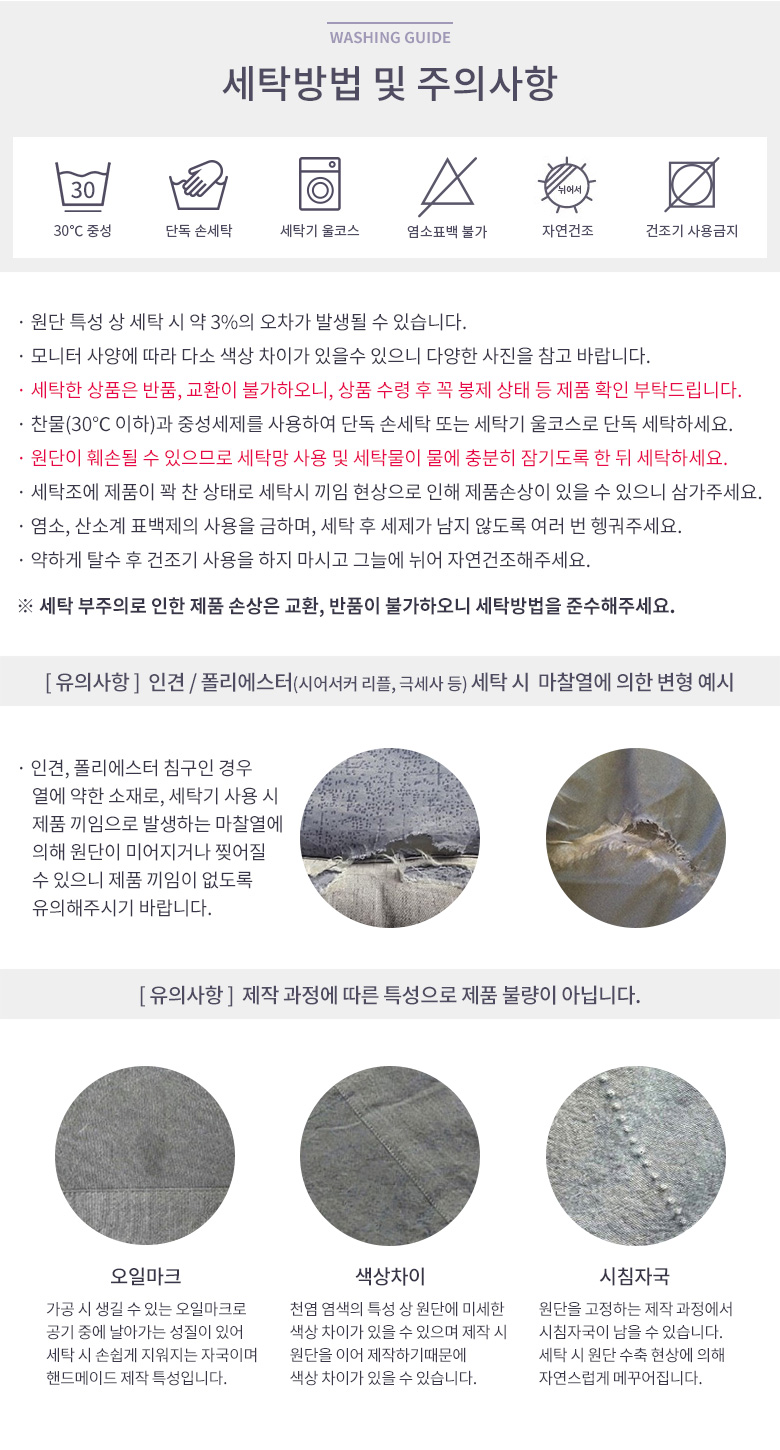 WASHING GUIDE
세탁방법 및 주의사항
30
뉘어서
30℃ 중성
단독 손세탁
세탁기 울코스
염소표백 불가
자연건조
건조기 사용금지
· 원단 특성 상 세탁 시 약 3%의 오차가 발생될 수 있습니다.
· 모니터 사양에 따라 다소 색상 차이가 있을수 있으니 다양한 사진을 참고 바랍니다.
· 세탁한 상품은 반품, 교환이 불가하오니, 상품 수령 후 꼭 봉제 상태 등 제품 확인 부탁드립니다.
· 찬물(30℃ 이하)과 중성세제를 사용하여 단독 손세탁 또는 세탁기 울코스로 단독 세탁하세요.
· 원단이 훼손될 수 있으므로 세탁망 사용 및 세탁물이 물에 충분히 잠기도록 한 뒤 세탁하세요.
· 세탁조에 제품이 꽉 찬 상태로 세탁시 끼임 현상으로 인해 제품손상이 있을 수 있으니 삼가주세요.
· 염소, 산소계 표백제의 사용을 금하며, 세탁 후 세제가 남지 않도록 여러 번 헹궈주세요.
· 약하게 탈수 후 건조기 사용을 하지 마시고 그늘에 뉘어 자연건조해주세요.
※ 세탁 부주의로 인한 제품 손상은 교환, 반품이 불가하오니 세탁방법을 준수해주세요.
[ 유의사항 ] 인견 / 폴리에스터(시어서커 리플, 극세사 등) 세탁 시 마찰열에 의한 변형 예시
· 인견, 폴리에스터 침구인 경우
열에 약한 소재로, 세탁기 사용 시
제품 끼임으로 발생하는 마찰열에
의해 원단이 미어지거나 찢어질
수 있으니 제품 끼임이 없도록
유의해주시기 바랍니다.
[ 유의사항 ] 제작 과정에 따른 특성으로 제품 불량이 아닙니다.
오일마크
가공 시 생길 수 있는 오일마크로
공기 중에 날아가는 성질이 있어
세탁 시 손쉽게 지워지는 자국이며
핸드메이드 제작 특성입니다.
색상차이
천염 염색의 특성 상 원단에 미세한
색상 차이가 있을 수 있으며 제작 시
원단을 이어 제작하기때문에
색상 차이가 있을 수 있습니다.
시침자국
원단을 고정하는 제작 과정에서
시침자국이 남을 수 있습니다.
세탁 시 원단 수축 현상에 의해
자연스럽게 메꾸어집니다.